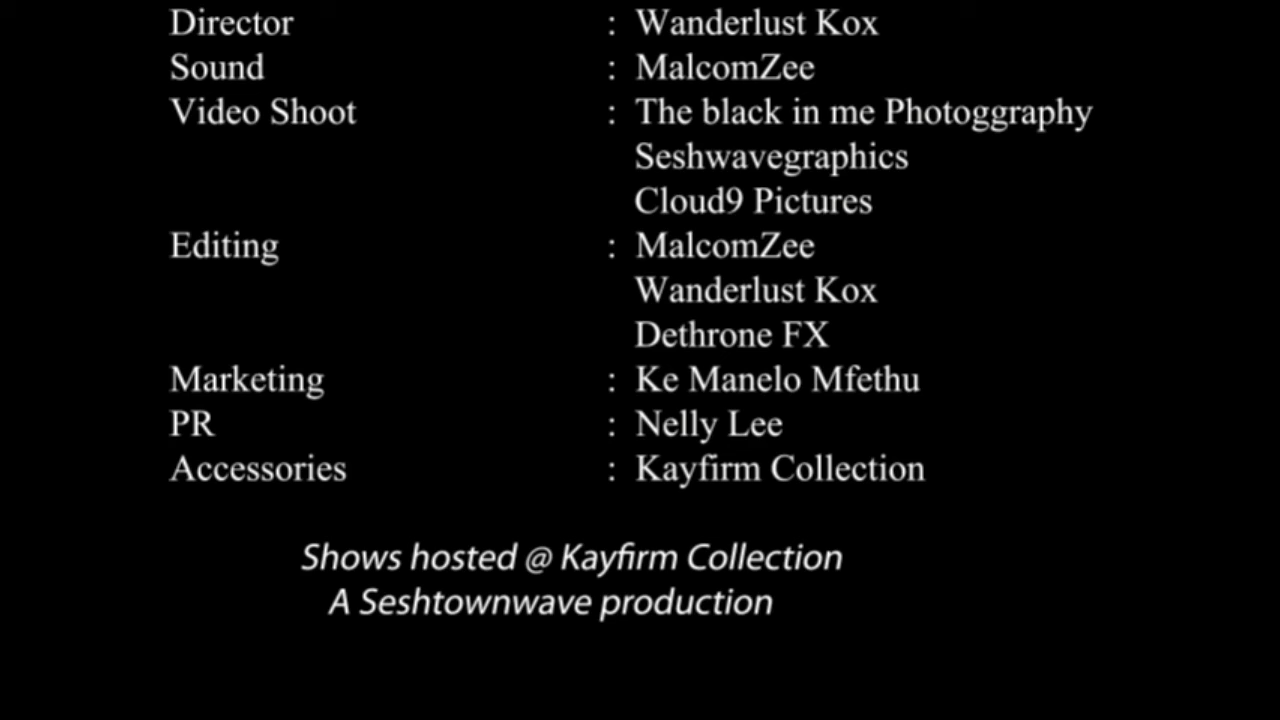 Director : Wanderlust Kox
Sound : MalcomZee
Video Shoot : The black in me Photoggraphy
Seshwavegraphics
Cloud9 Pictures
Editing : MalcomZee
Wanderlust Kox
Dethrone FX
Marketing : Ke Manelo Mfethu
PR : Nelly Lee
Accessories : Kayfirm Collection
Shows hosted @ Kayfirm Collection
A Seshtownwave production